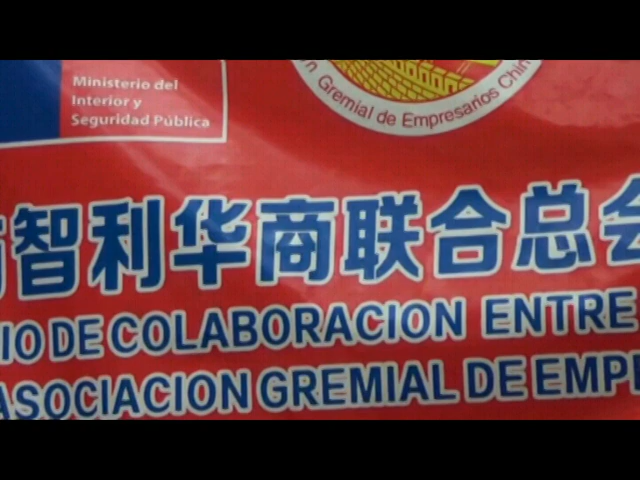 Ministerio del
Interior y
Seguridad Pública
Gremial de Empresarios
智利华商联合总会
IO DE COLABORACION ENTRE
ASOCIACION GREMIAL DE EMP